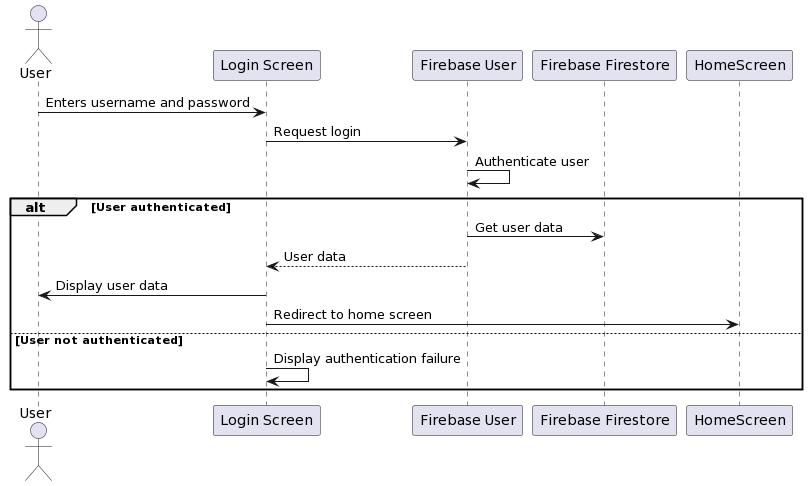 User
Login Screen
Firebase User
Firebase Firestore
HomeScreen
Enters username and password
Request login
Authenticate user
alt
[User authenticated]
Get user data
User data
Display user data
Redirect to home screen
[User not authenticated]
Display authentication failure
User
Login Screen
Firebase User
Firebase Firestore
HomeScreen